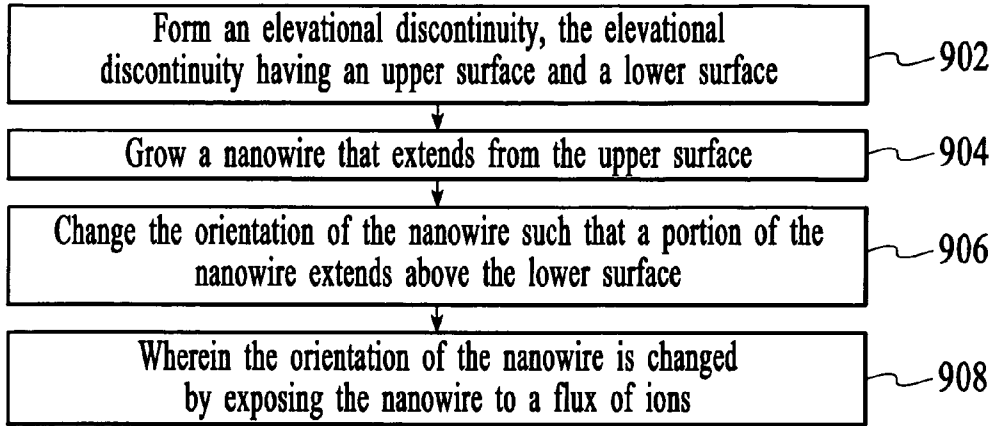 Form an elevational discontinuity, the elevational
discontinuity having an upper surface and a lower surface
902
Grow a nanowire that extends from the upper surface
904
Change the orientation of the nanowire such that a portion of the
nanowire extends above the lower surface
906
Wherein the orientation of the nanowire is changed
by exposing the nanowire to a flux of ions
908